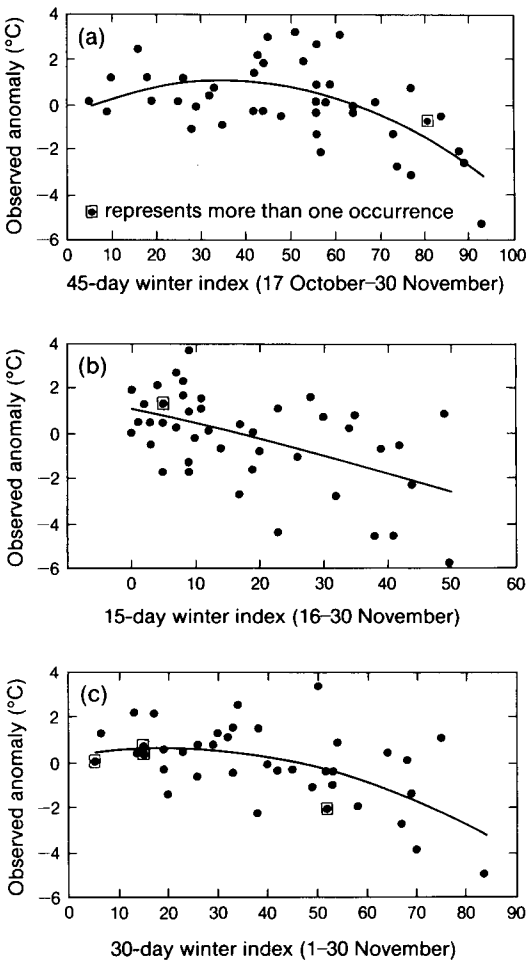 (a)
Observed anomaly (°C)
4
2
0
−2
−4
−6
represents more than one occurrence
0 10 20 30 40 50 60 70 80 90 100
45-day winter index (17 October–30 November)
(b)
Observed anomaly (°C)
4
2
0
−2
−4
−6
0 10 20 30 40 50 60
15-day winter index (16–30 November)
(c)
Observed anomaly (°C)
4
2
0
−2
−4
−6
0 10 20 30 40 50 60 70 80 90
30-day winter index (1–30 November)